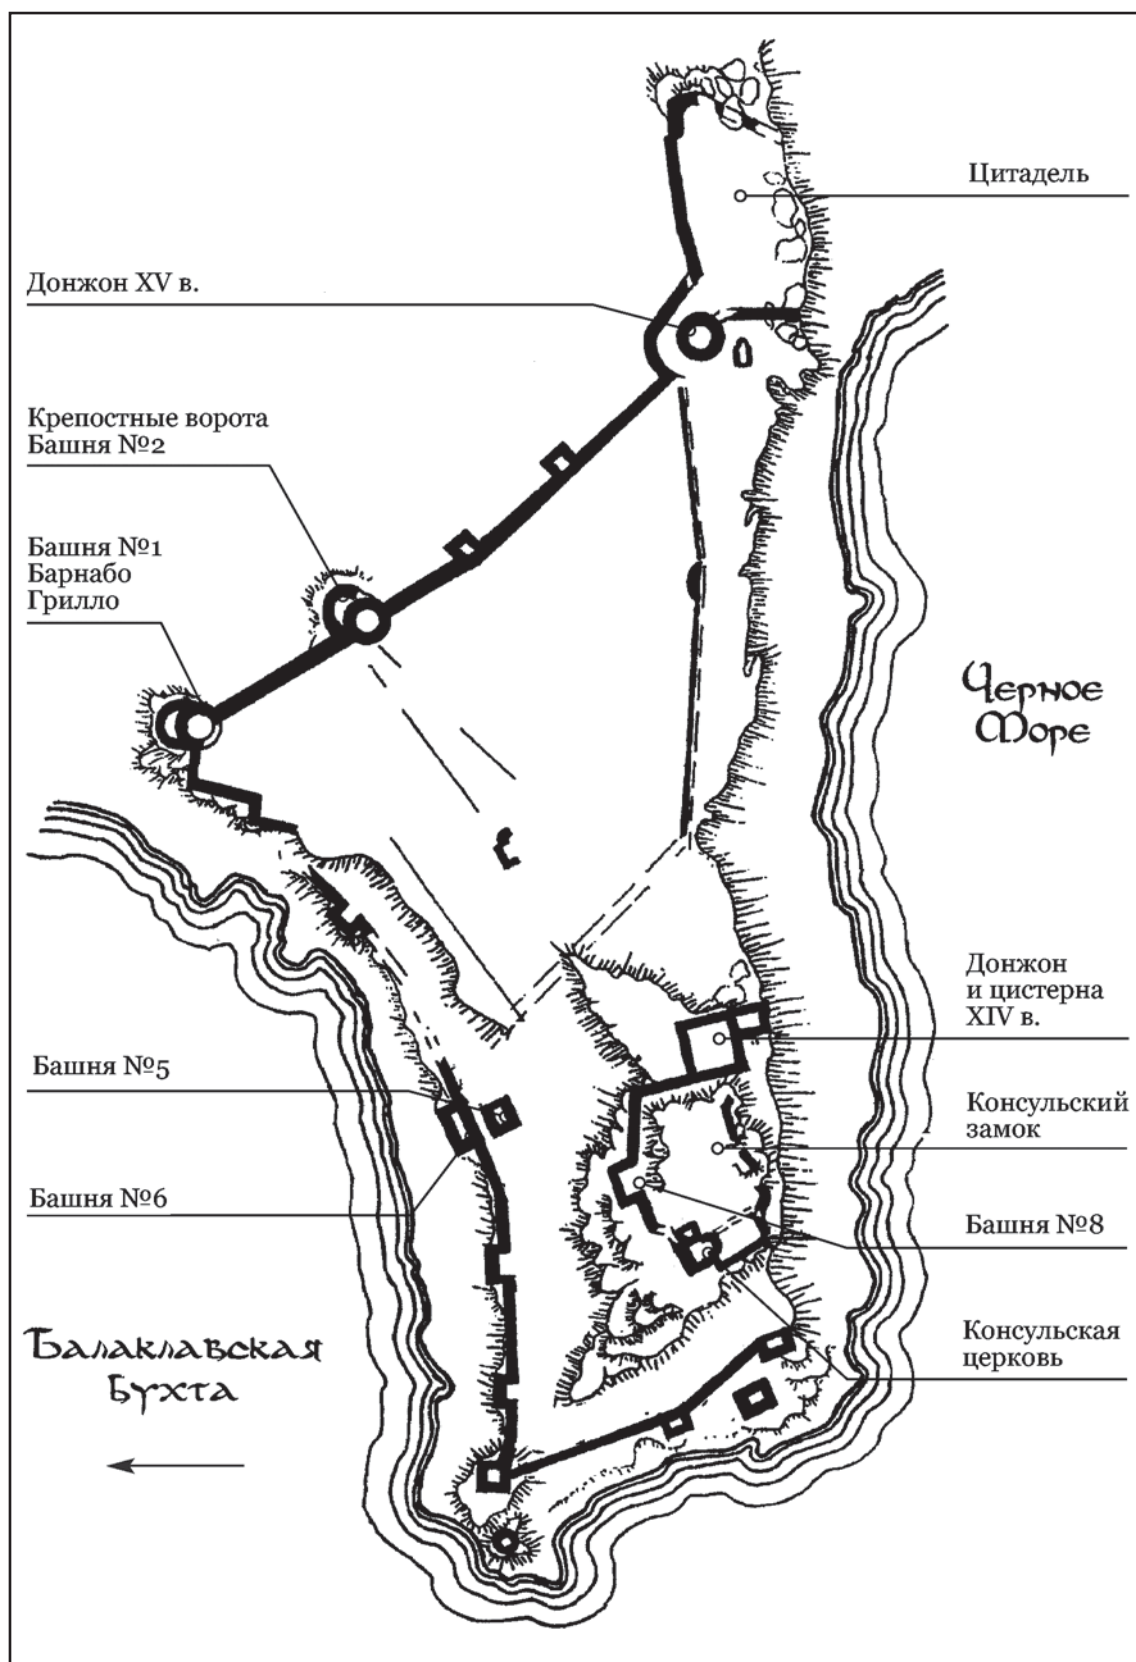 Цитадель
Донжон XV в.
Крепостные ворота
Башня №2
Башня №1
Барнабо
Грилло
Черное
Море
Донжон
и цистерна
XIV в.
Башня №5
Консульский
замок
Башня №6
Башня №8
Консульская
церковь
Балаклавская
Бухта